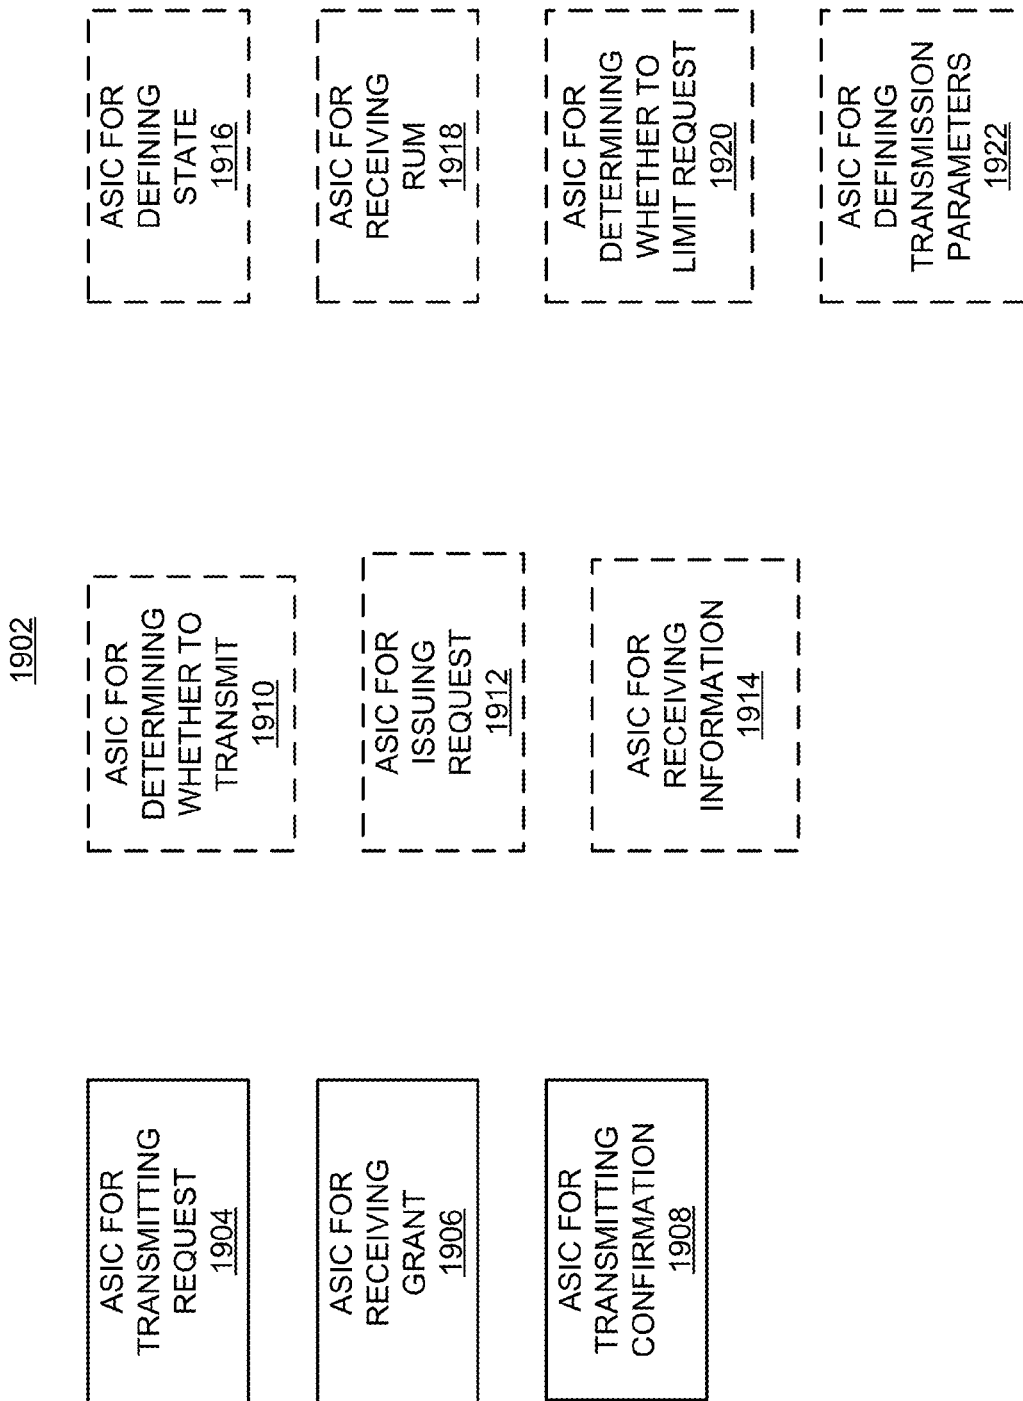 1902
ASIC FOR
TRANSMITTING
REQUEST
1904
ASIC FOR
RECEIVING
GRANT
1906
ASIC FOR
TRANSMITTING
CONFIRMATION
1908
ASIC FOR
DETERMINING
WHETHER TO
TRANSMIT
1910
ASIC FOR
ISSUING
REQUEST
1912
ASIC FOR
RECEIVING
INFORMATION
1914
ASIC FOR
DEFINING
STATE
1916
ASIC FOR
RECEIVING
RUM
1918
ASIC FOR
DETERMINING
WHETHER TO
LIMIT REQUEST
1920
ASIC FOR
DEFINING
TRANSMISSION
PARAMETERS
1922